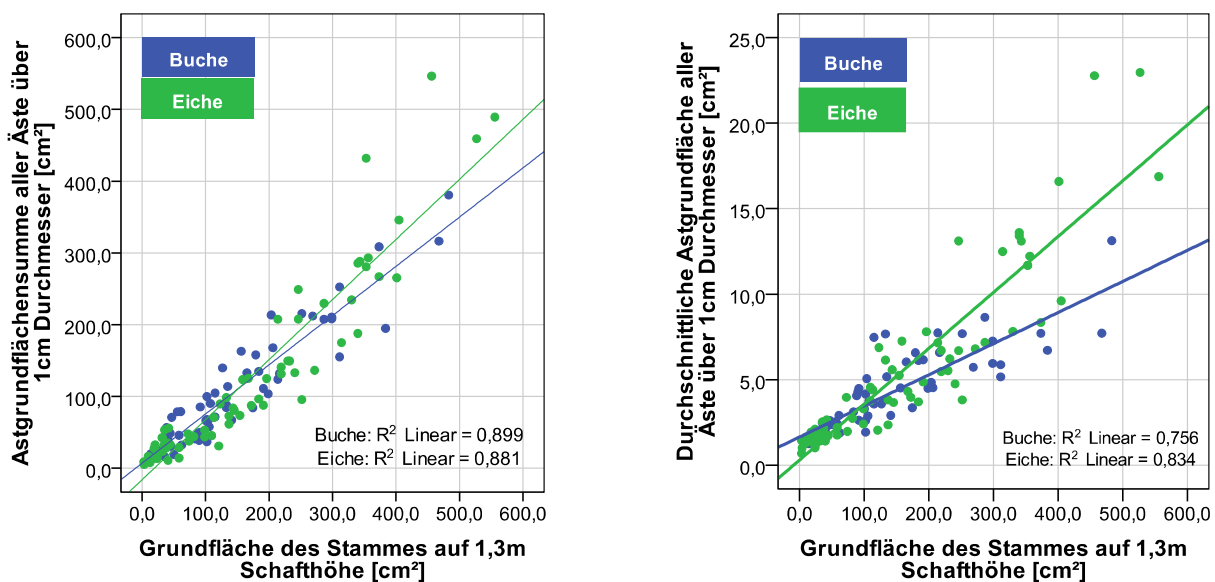 Astgrundflächensumme aller Äste über
1cm Durchmesser [cm²]
600,0
500,0
400,0
300,0
200,0
100,0
0,0
Buche
Eiche
Buche: R² Linear = 0,899
Eiche: R² Linear = 0,881
0,0 100,0 200,0 300,0 400,0 500,0 600,0
Grundfläche des Stammes auf 1,3m
Schafthöhe [cm²]
Durchschnittliche Astgrundfläche aller
Äste über 1cm Durchmesser [cm²]
25,0
20,0
15,0
10,0
5,0
0,0
Buche
Eiche
Buche: R² Linear = 0,756
Eiche: R² Linear = 0,834
0,0 100,0 200,0 300,0 400,0 500,0 600,0
Grundfläche des Stammes auf 1,3m
Schafthöhe [cm²]